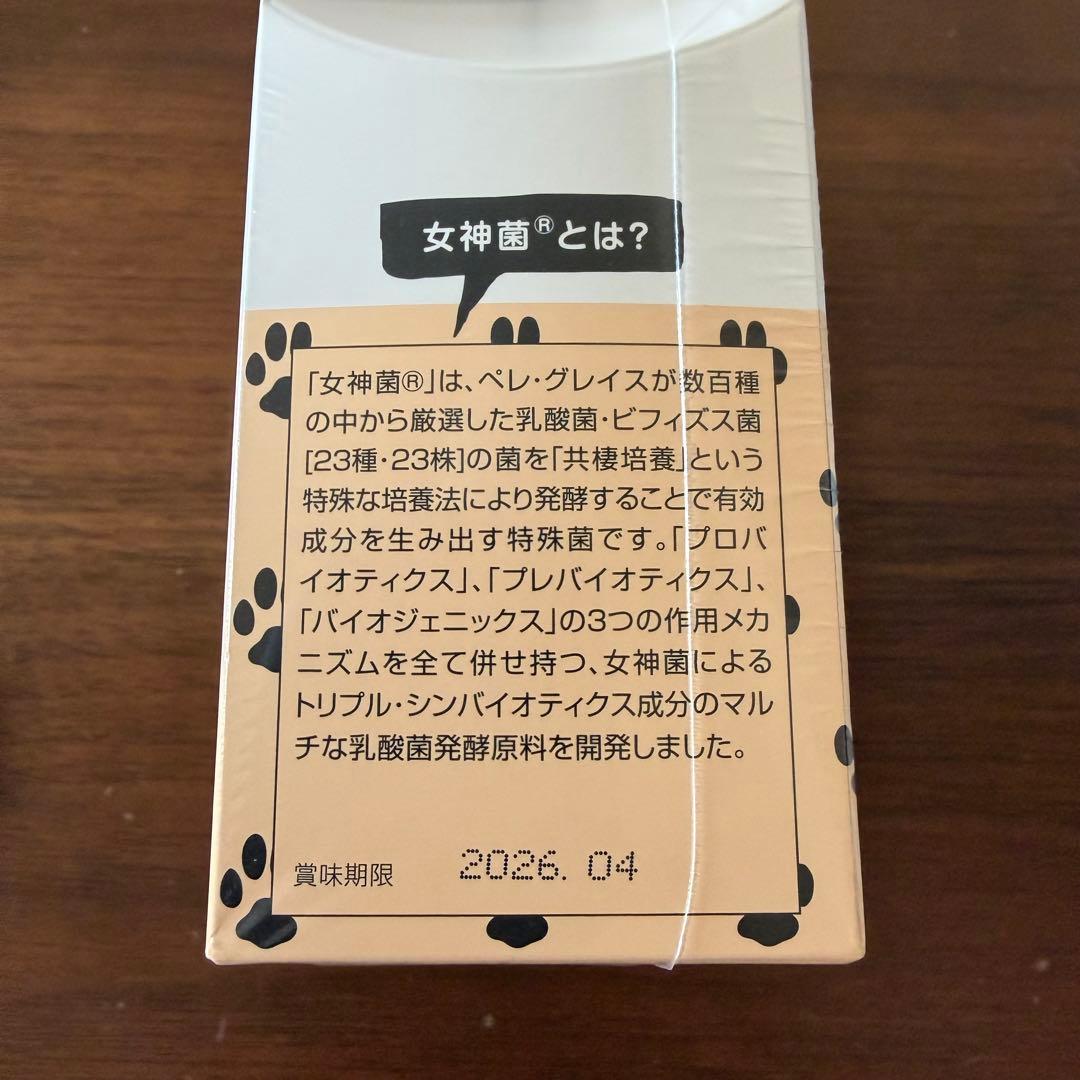 女神菌®とは?
「女神菌®」は、ペレ・グレイスが数百種
の中から厳選した乳酸菌・ビフィズス菌
[23種・23株]の菌を「共棲培養」という
特殊な培養法により発酵することで有効
成分を生み出す特殊菌です。「プロバ
イオティクス」、「プレバイオティクス」、
「バイオジェニックス」の3つの作用メカ
ニズムを全て併せ持つ、女神菌による
トリプル・シンバイオティクス成分のマル
チな乳酸菌発酵原料を開発しました。
賞味期限 2026. 04